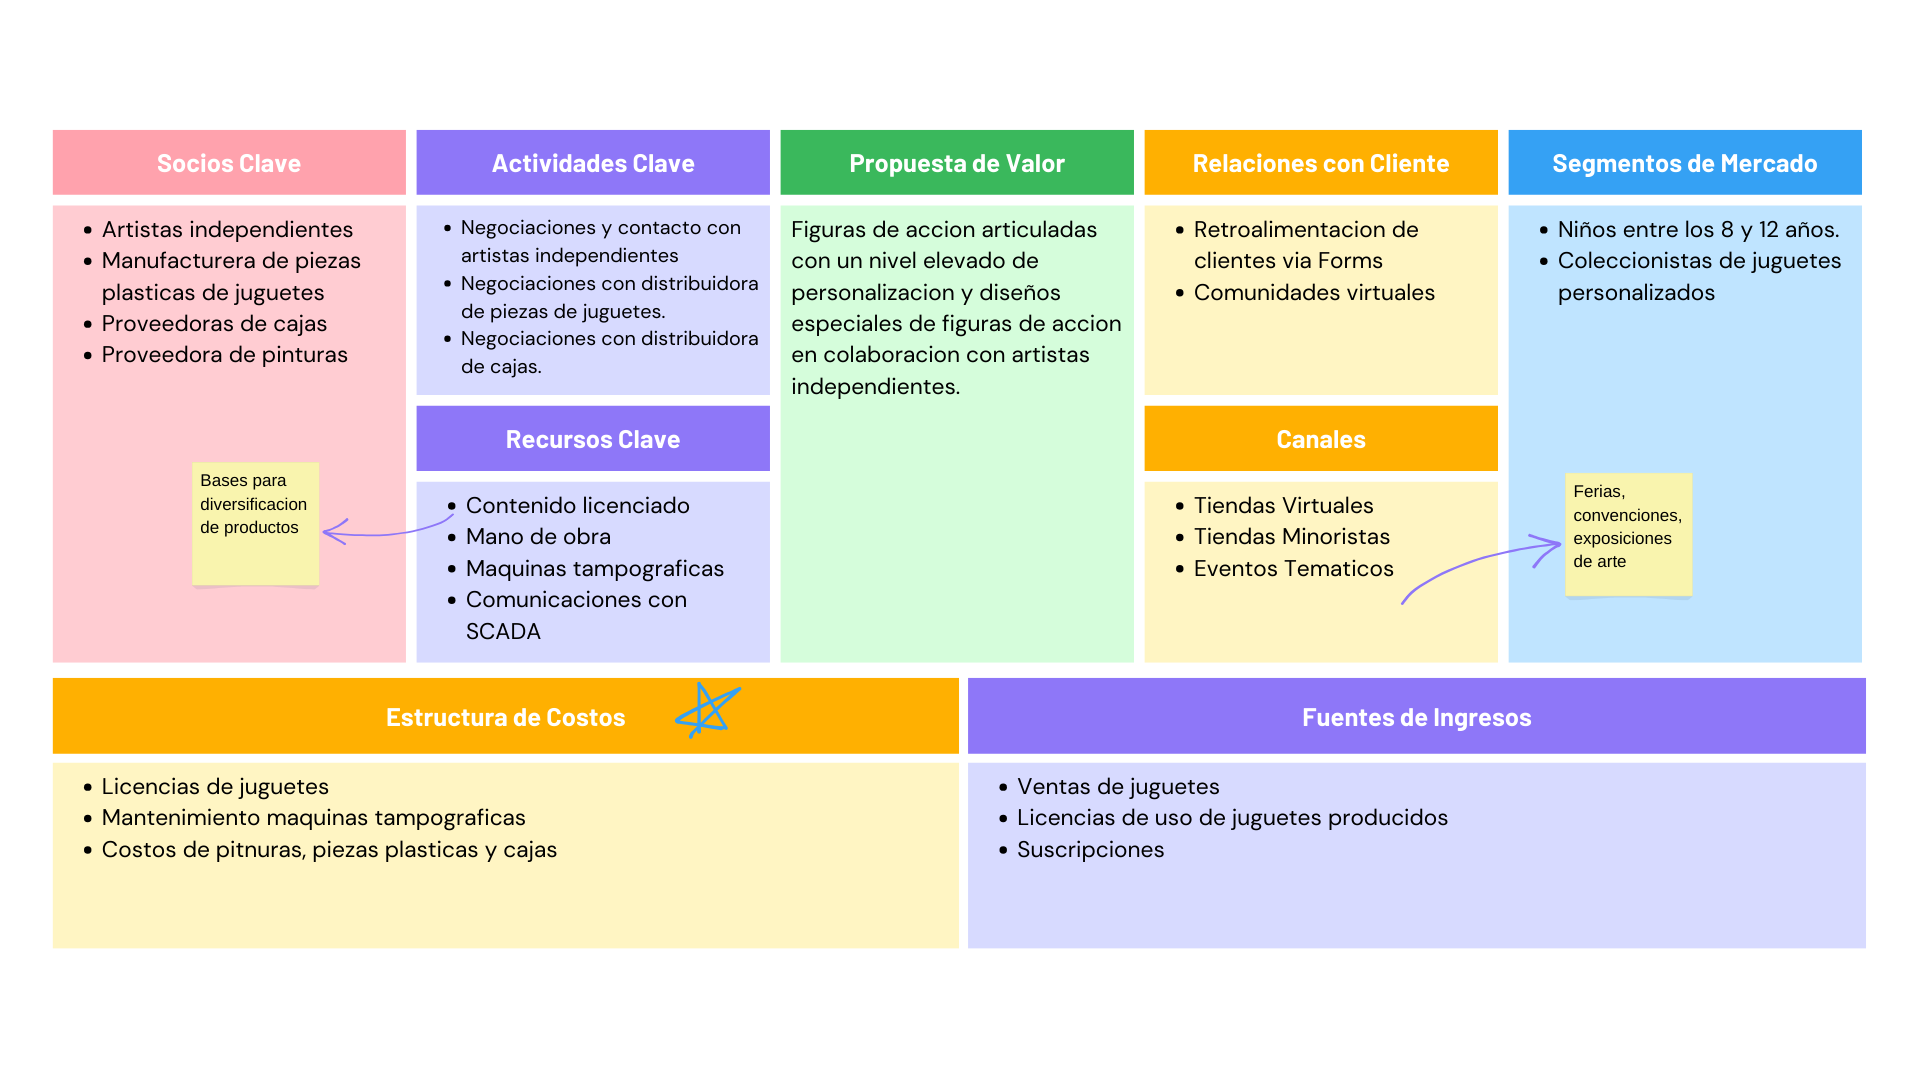 Socios Clave
Artistas independientes
Manufacturera de piezas
plasticas de juguetes
Proveedoras de cajas
Proveedora de pinturas
Bases para
diversificacion
de productos
Actividades Clave
Negociaciones y contacto con
artistas independientes
Negociaciones con distribuidora
de piezas de juguetes.
Negociaciones con distribuidora
de cajas.
Recursos Clave
Contenido licenciado
Mano de obra
Maquinas tampograficas
Comunicaciones con
SCADA
Propuesta de Valor
Figuras de accion articuladas
con un nivel elevado de
personalizacion y diseños
especiales de figuras de accion
en colaboracion con artistas
independientes.
Relaciones con Cliente
Retroalimentacion de
clientes via Forms
Comunidades virtuales
Canales
Tiendas Virtuales
Tiendas Minoristas
Eventos Tematicos
Segmentos de Mercado
Niños entre los 8 y 12 años.
Coleccionistas de juguetes
personalizados
Ferias,
convenciones,
exposiciones
de arte
Estructura de Costos
Licencias de juguetes
Mantenimiento maquinas tampograficas
Costos de pitnuras, piezas plasticas y cajas
Fuentes de Ingresos
Ventas de juguetes
Licencias de uso de juguetes producidos
Suscripciones